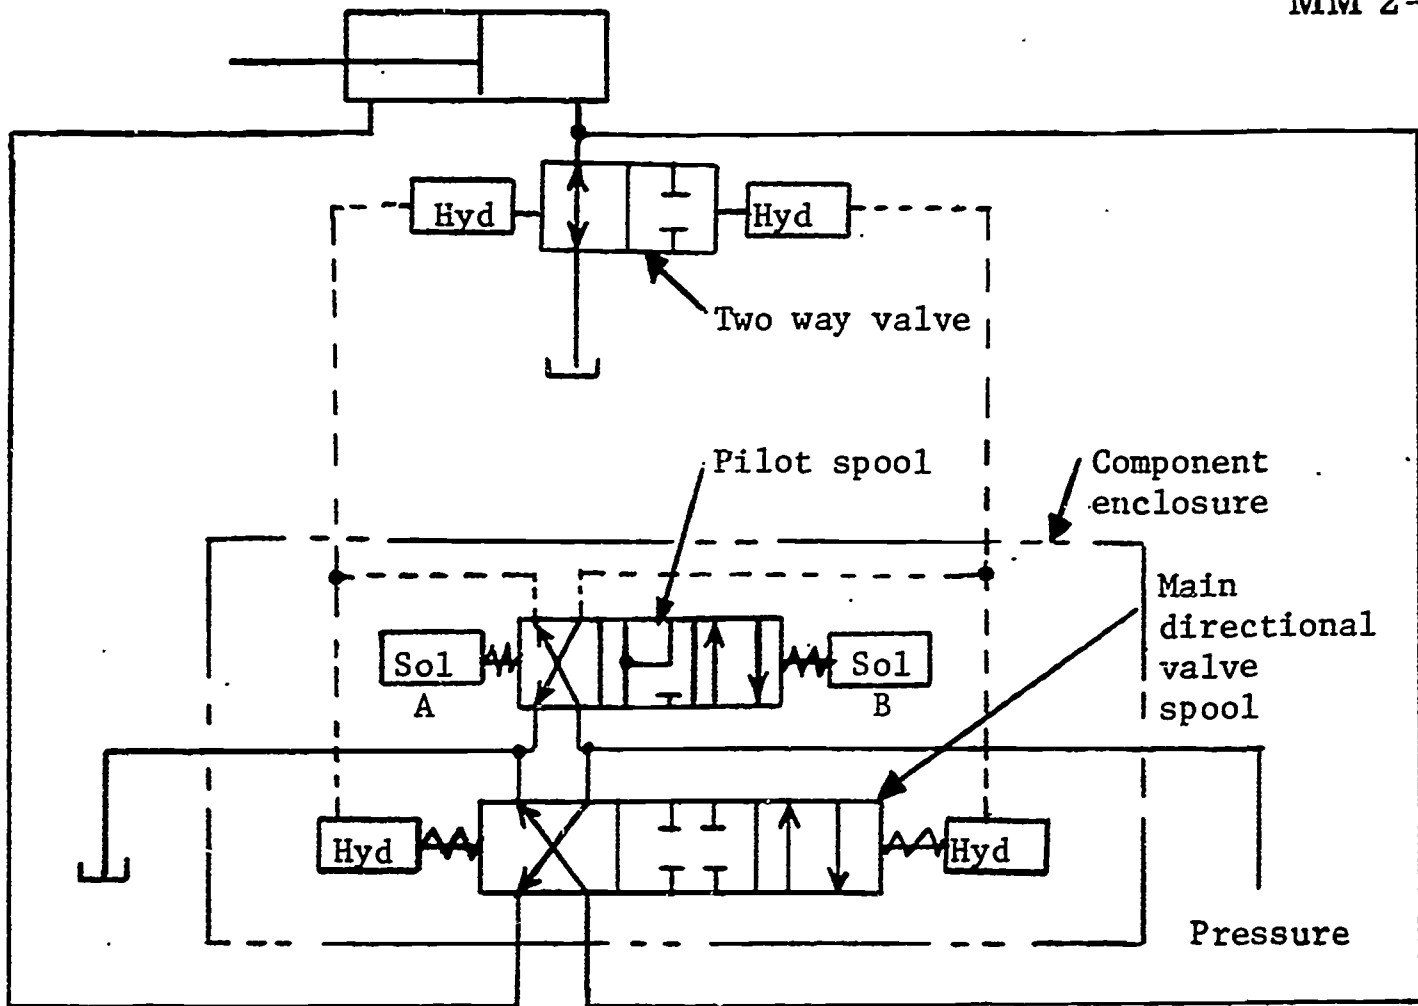 MM 2-
Hyd
Hyd
Two way valve
Pilot spool
Component
enclosure
Main
directional
valve
spool
Sol
A
Sol
B
Hyd
Hyd
Pressure